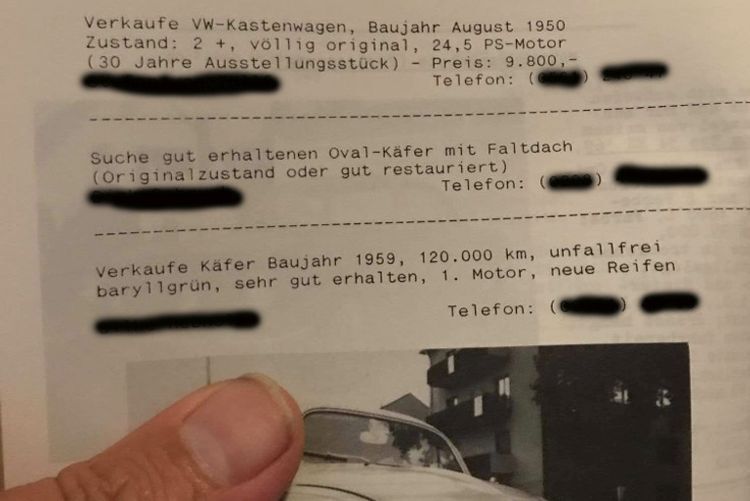 Verkaufe VW-Kastenwagen, Baujahr August 1950
Zustand: 2 +, völlig original, 24,5 PS-Motor
(30 Jahre Ausstellungsstück) - Preis: 9.800,-
Telefon: ( )
Suche gut erhaltenen Oval-Käfer mit Faltdach
(Originalzustand oder gut restauriert)
Telefon: ( )
Verkaufe Käfer Baujahr 1959, 120.000 km, unfallfrei
baryllgrün, sehr gut erhalten, 1. Motor, neue Reifen
Telefon: ( )